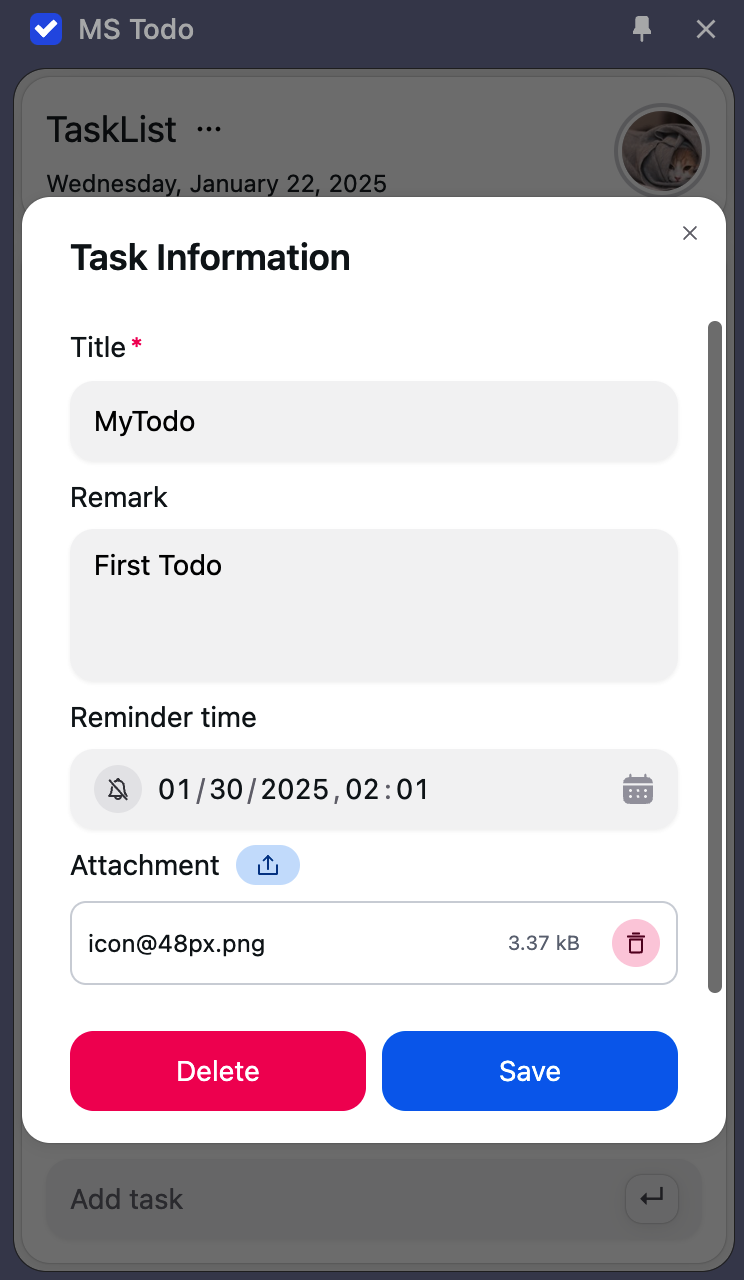 MS Todo
TaskList ...
Wednesday, January 22, 2025
Task Information
Title*
MyTodo
Remark
First Todo
Reminder time
01/30/2025, 02:01
Attachment
icon@48px.png 3.37 kB
Delete Save
Add task